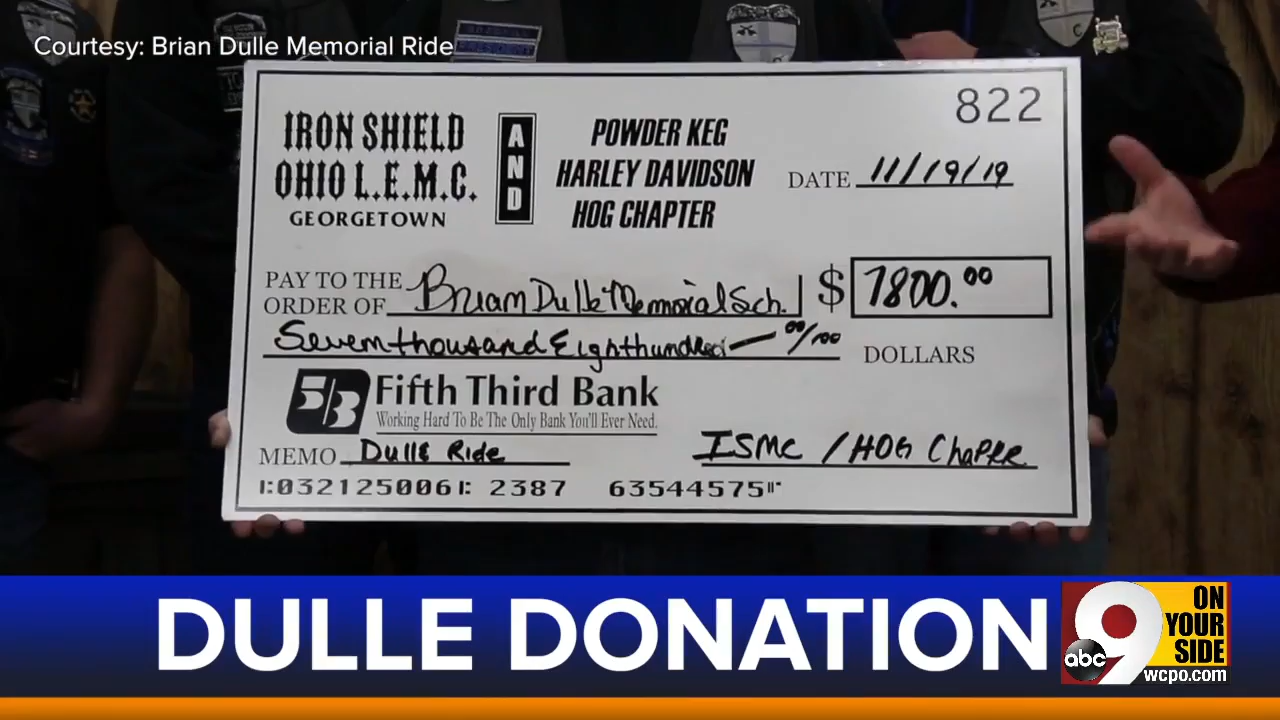 Courtesy: Brian Dulle Memorial Ride
822
IRON SHIELD
OHIO L.E.M.C.
GEORGETOWN
AND
POWDER KEG
HARLEY DAVIDSON
HOG CHAPTER
DATE 11/19/19
PAY TO THE
ORDER OF Brian Dulle Memorial Sch.
$ 7800.00
Seven thousand Eight hundred — 00/100 DOLLARS
5/3 Fifth Third Bank
Working Hard To Be The Only Bank You'll Ever Need.
MEMO Dulle Ride
ISMC / HOG Chapter
⑆032125006⑆ 2387 63544575⑈
DULLE DONATION
abc 9
ON
YOUR
SIDE
wcpo.com